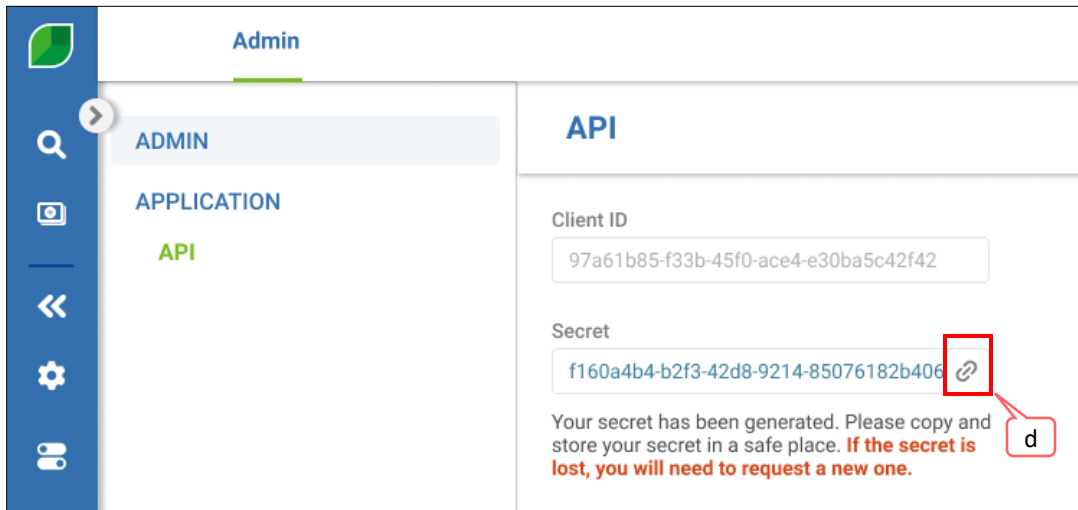 Admin
ADMIN
APPLICATION
API
API
Client ID
97a61b85-f33b-45f0-ace4-e30ba5c42f42
Secret
f160a4b4-b2f3-42d8-9214-85076182b406
Your secret has been generated. Please copy and
store your secret in a safe place. If the secret is
lost, you will need to request a new one.
d